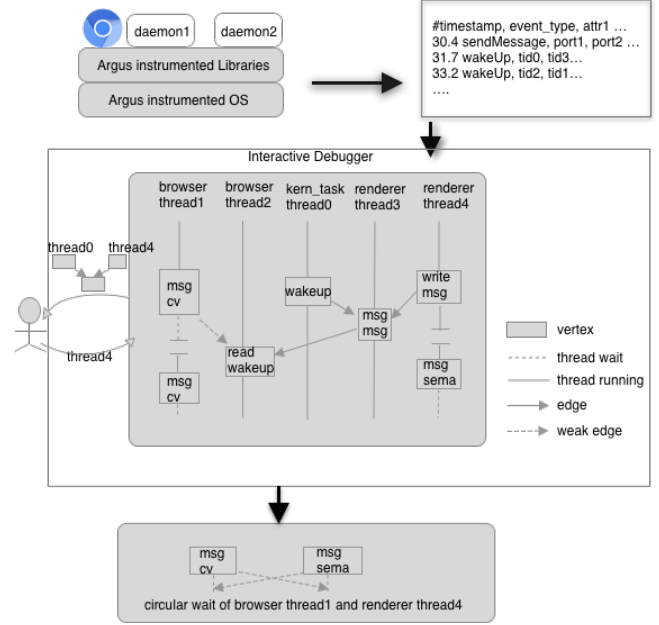 daemon1
daemon2
Argus instrumented Libraries
Argus instrumented OS
#timestamp, event_type, attr1 ...
30.4 sendMessage, port1, port2 ...
31.7 wakeUp, tid0, tid3...
33.2 wakeUp, tid2, tid1...
....
Interactive Debugger
browser
thread1
browser
thread2
kern_task
thread0
renderer
thread3
renderer
thread4
thread0
thread4
thread4
msg
cv
wakeup
write
msg
msg
msg
read
wakeup
msg
cv
msg
sema
vertex
thread wait
thread running
edge
weak edge
msg
cv
msg
sema
circular wait of browser thread1 and renderer thread4